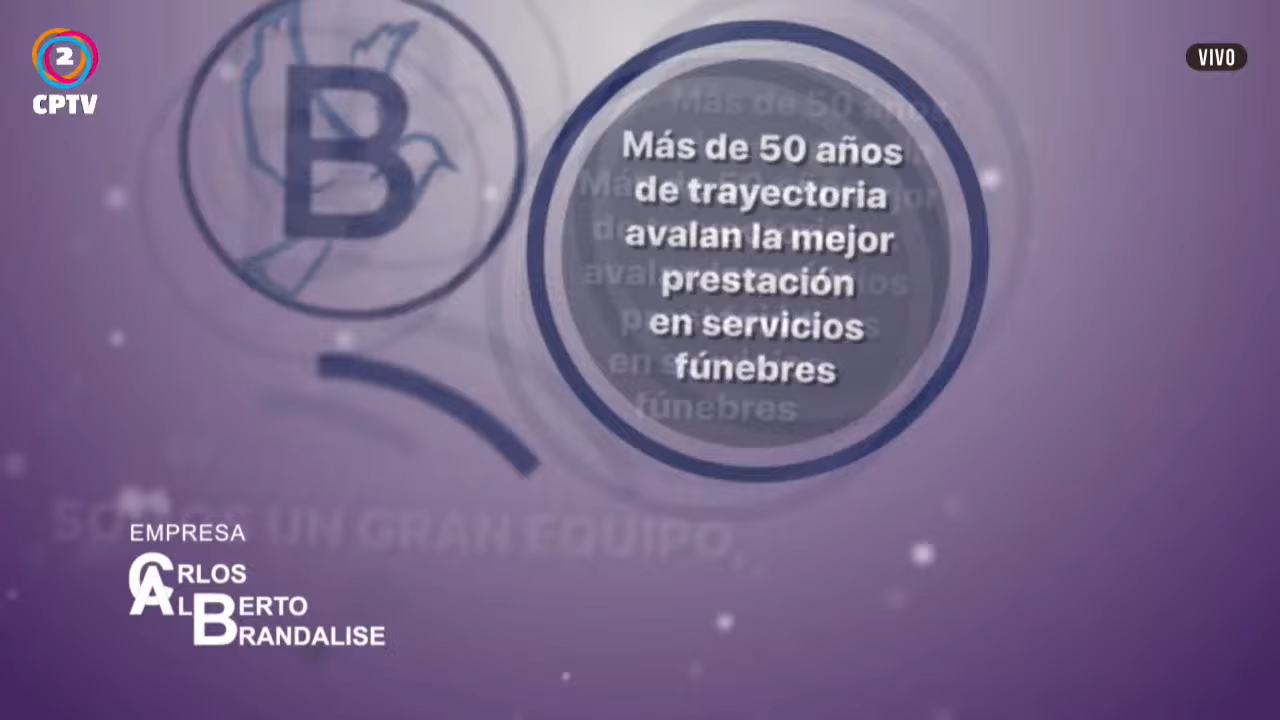 2
CPTV
VIVO
B
Más de 50 años
de trayectoria
avalan la mejor
prestación
en servicios
fúnebres
SOMOS UN GRAN EQUIPO,
EMPRESA
CARLOS
ALBERTO
BRANDALISE